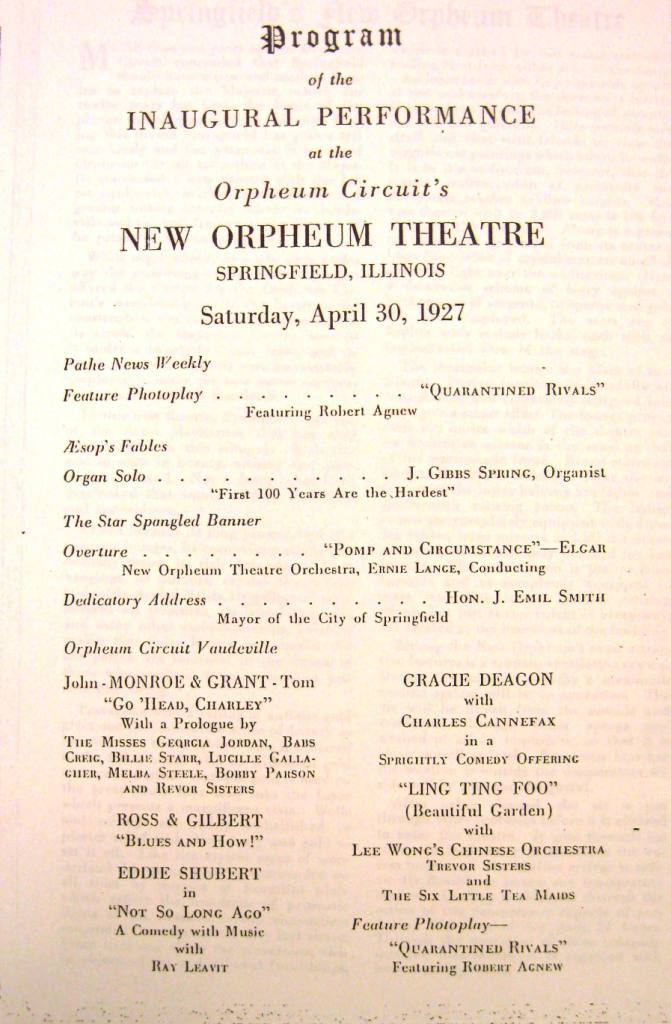 Program
of the
INAUGURAL PERFORMANCE
at the
Orpheum Circuit's
NEW ORPHEUM THEATRE
SPRINGFIELD, ILLINOIS
Saturday, April 30, 1927
Pathe News Weekly
Feature Photoplay . . . . . . . . . "QUARANTINED RIVALS"
Featuring Robert Agnew
Æsop's Fables
Organ Solo . . . . . . . . . . . J. GIBBS SPRING, Organist
"First 100 Years Are the Hardest"
The Star Spangled Banner
Overture . . . . . . . . "POMP AND CIRCUMSTANCE"—ELGAR
New Orpheum Theatre Orchestra, ERNIE LANGE, Conducting
Dedicatory Address . . . . . . . . . . HON. J. EMIL SMITH
Mayor of the City of Springfield
Orpheum Circuit Vaudeville
John - MONROE & GRANT - Tom
"GO 'HEAD, CHARLEY"
With a Prologue by
THE MISSES GEORGIA JORDAN, BABS
CREIG, BILLIE STARR, LUCILLE GALLA-
GHER, MELBA STEELE, BOBBY PARSON
AND REVOR SISTERS
ROSS & GILBERT
"BLUES AND HOW!"
EDDIE SHUBERT
in
"NOT SO LONG AGO"
A Comedy with Music
with
RAY LEAVIT
GRACIE DEAGON
with
CHARLES CANNEFAX
in a
SPRIGHTLY COMEDY OFFERING
"LING TING FOO"
(Beautiful Garden)
with
LEE WONG'S CHINESE ORCHESTRA
TREVOR SISTERS
and
THE SIX LITTLE TEA MAIDS
Feature Photoplay—
"QUARANTINED RIVALS"
Featuring ROBERT AGNEW